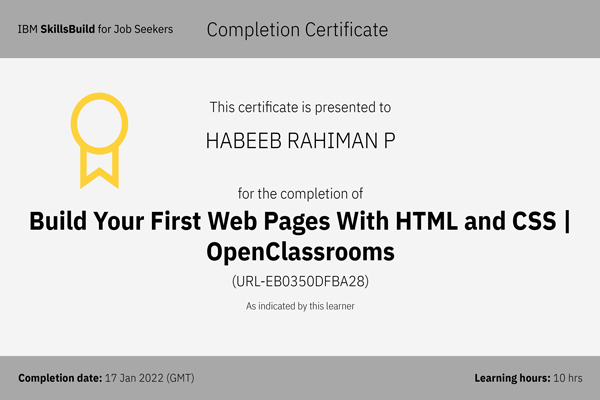 IBM SkillsBuild for Job Seekers
Completion Certificate
This certificate is presented to
HABEEB RAHIMAN P
for the completion of
Build Your First Web Pages With HTML and CSS |
OpenClassrooms
(URL-EB0350DFBA28)
As indicated by this learner
Completion date: 17 Jan 2022 (GMT)
Learning hours: 10 hrs